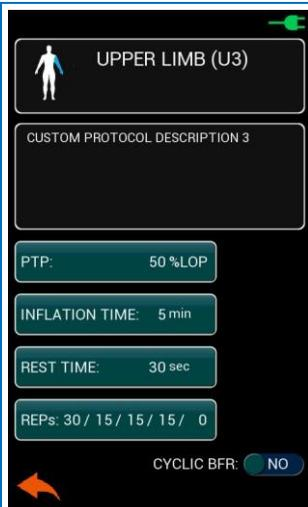 UPPER LIMB (U3)
CUSTOM PROTOCOL DESCRIPTION 3
PTP: 50 %LOP
INFLATION TIME: 5 min
REST TIME: 30 sec
REPs: 30 / 15 / 15 / 15 / 0
CYCLIC BFR: NO